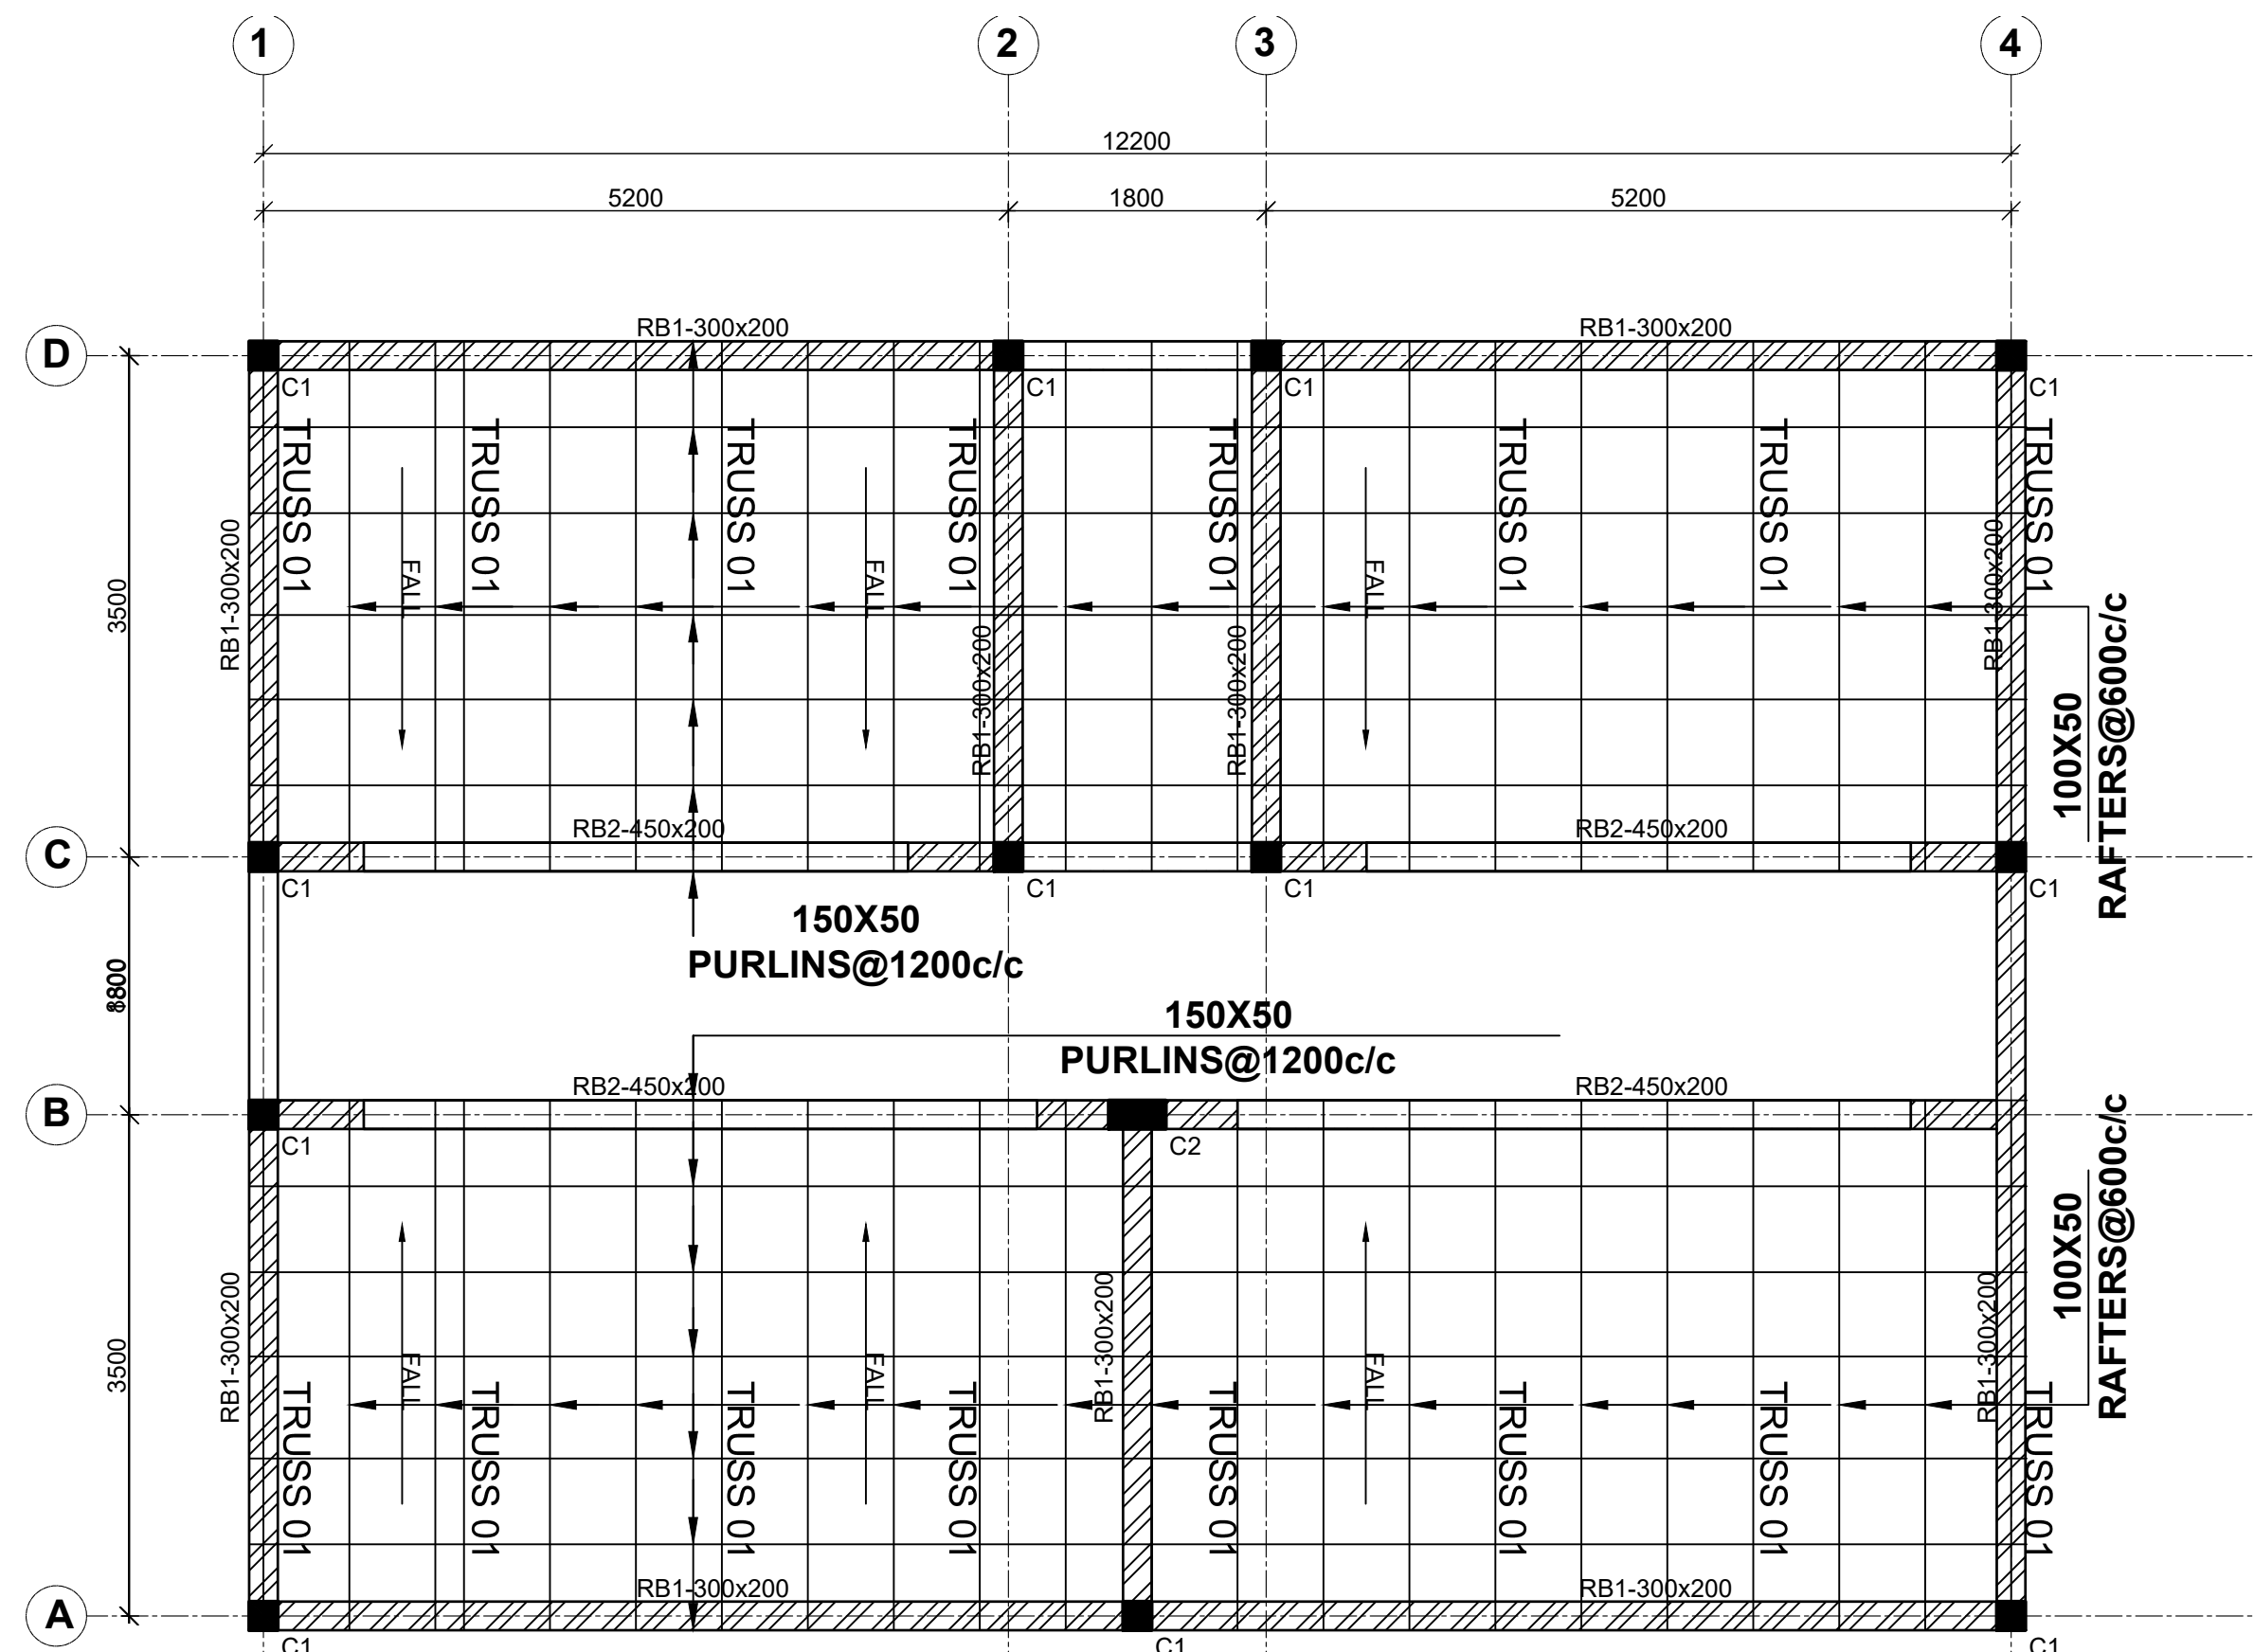 1 2 3 4
12200
5200 1800 5200
D
RB1-300x200 RB1-300x200
C1 C1 C1 C1
TRUSS 01 TRUSS 01 TRUSS 01 TRUSS 01 TRUSS 01 TRUSS 01 TRUSS 01 TRUSS 01
3500
RB1-300x200
FALL FALL FALL
RB1-300x200
RB1-300x200
RB1-300x200
100X50
RAFTERS@600c/c
C
RB2-450x200 RB2-450x200
C1 C1 C1 C1
150X50
PURLINS@1200c/c
150X50
PURLINS@1200c/c
B
RB2-450x200 RB2-450x200
C1 C2
100X50
RAFTERS@600c/c
3500
RB1-300x200
RB1-300x200
RB1-300x200
FALL FALL FALL
TRUSS 01 TRUSS 01 TRUSS 01 TRUSS 01 TRUSS 01 TRUSS 01 TRUSS 01 TRUSS 01
RB1-300x200 RB1-300x200
A
C1 C1 C1